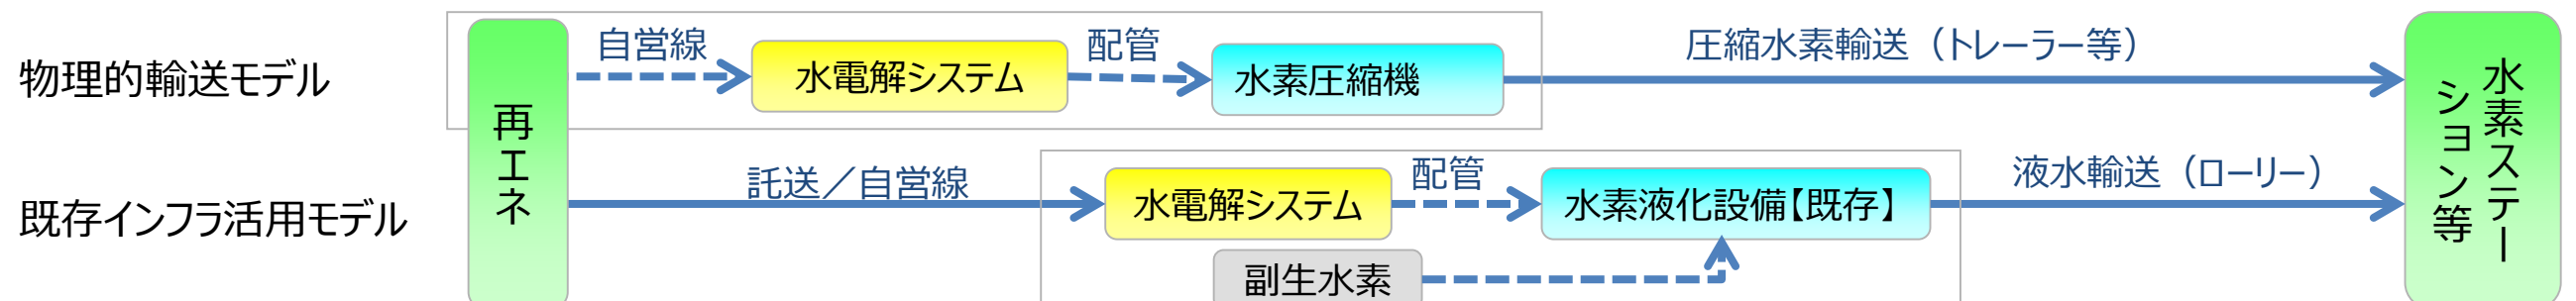 物理的輸送モデル
自営線
水電解システム
配管
水素圧縮機
圧縮水素輸送（トレーラー等）
再エネ
水素ステー
ション等
既存インフラ活用モデル
託送／自営線
水電解システム
配管
水素液化設備【既存】
液水輸送（ローリー）
副生水素